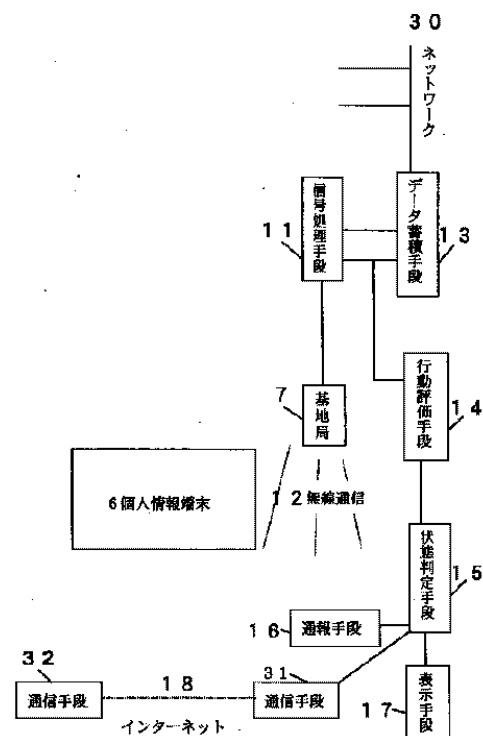 30
ネットワーク
信号処理手段
11
データ蓄積手段
13
7
基地局
行動評価手段
14
6個人情報端末
12無線通信
状態判定手段
15
16
通報手段
32
18
31
通信手段
通信手段
17
表示手段
インターネット